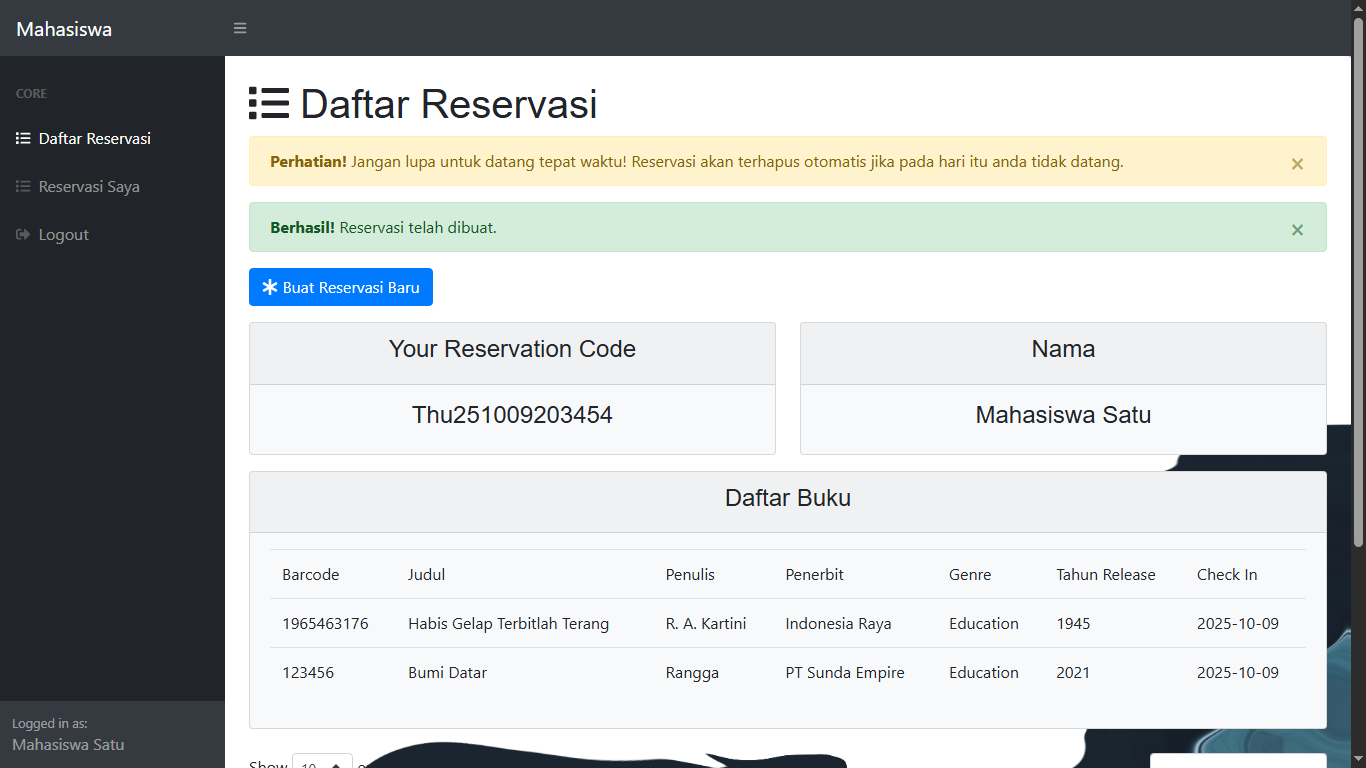 Mahasiswa
CORE
Daftar Reservasi
Reservasi Saya
Logout
Logged in as:
Mahasiswa Satu
Daftar Reservasi
Perhatian! Jangan lupa untuk datang tepat waktu! Reservasi akan terhapus otomatis jika pada hari itu anda tidak datang. ×
Berhasil! Reservasi telah dibuat. ×
Buat Reservasi Baru
Your Reservation Code
Thu251009203454
Nama
Mahasiswa Satu
Daftar Buku
Barcode Judul Penulis Penerbit Genre Tahun Release Check In
1965463176 Habis Gelap Terbitlah Terang R. A. Kartini Indonesia Raya Education 1945 2025-10-09
123456 Bumi Datar Rangga PT Sunda Empire Education 2021 2025-10-09
Show 10